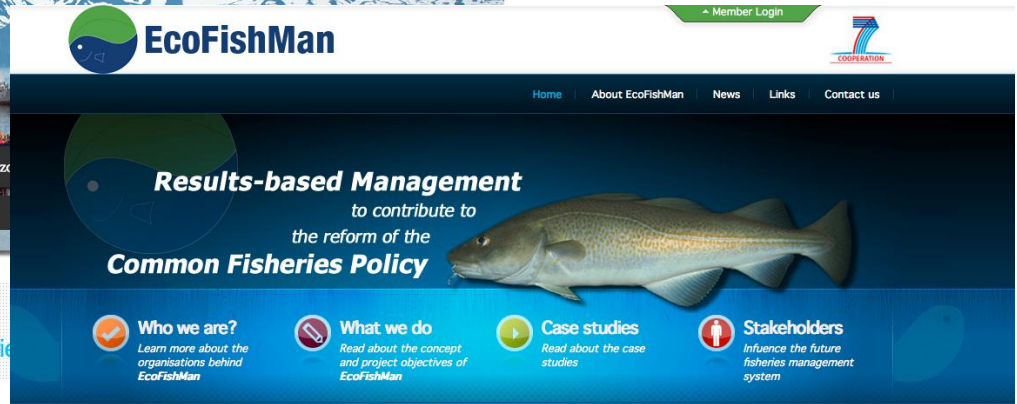 Member Login
EcoFishMan
7
COOPERATION
Home
About EcoFishMan
News
Links
Contact us
Results-based Management
to contribute to
the reform of the
Common Fisheries Policy
Who we are?
Learn more about the
organisations behind
EcoFishMan
What we do
Read about the concept
and project objectives of
EcoFishMan
Case studies
Read about the case
studies
Stakeholders
Infuence the future
fisheries management
system